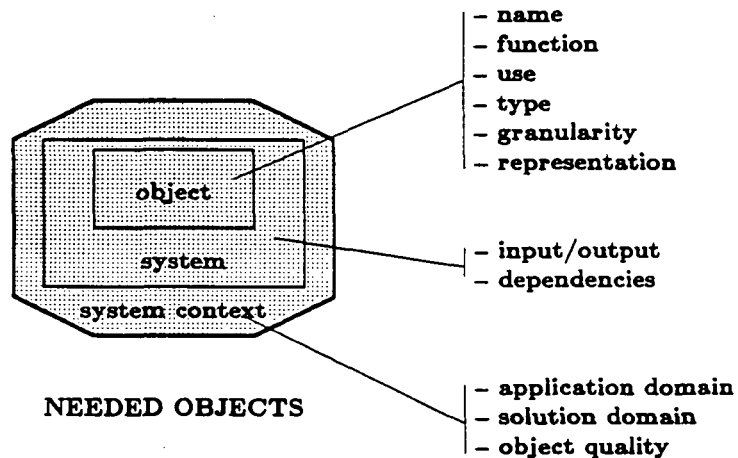 – name
– function
– use
– type
– granularity
– representation
object
system
system context
– input/output
– dependencies
NEEDED OBJECTS
– application domain
– solution domain
– object quality